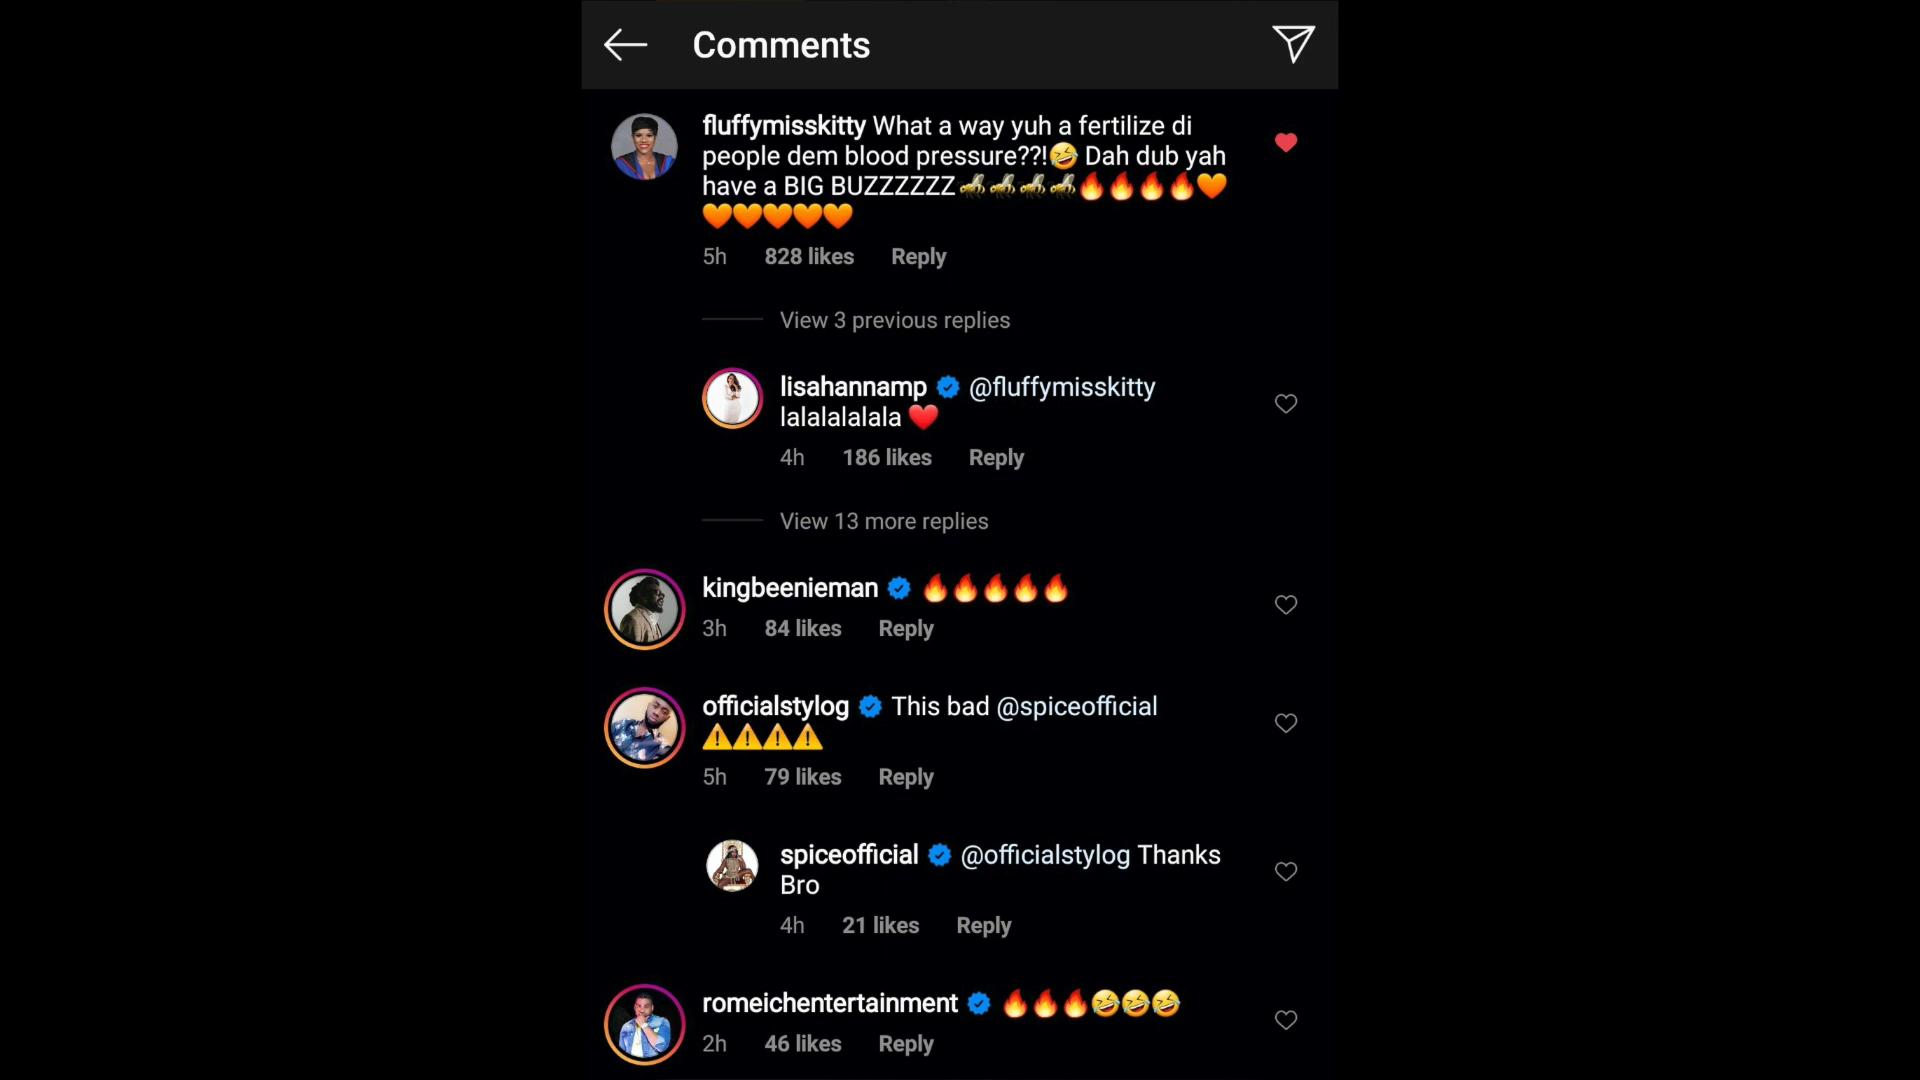 Comments
fluffymisskitty What a way yuh a fertilize di
people dem blood pressure??!🤣 Dah dub yah
have a BIG BUZZZZZZ🐝🐝🐝🐝🔥🔥🔥🔥🧡
🧡🧡🧡🧡🧡
5h 828 likes Reply
View 3 previous replies
lisahannamp @fluffymisskitty
lalalalalala ❤️
4h 186 likes Reply
View 13 more replies
kingbeenieman 🔥🔥🔥🔥🔥
3h 84 likes Reply
officialstylog This bad @spiceofficial
⚠️⚠️⚠️⚠️
5h 79 likes Reply
spiceofficial @officialstylog Thanks
Bro
4h 21 likes Reply
romeichentertainment 🔥🔥🔥🤣🤣🤣
2h 46 likes Reply